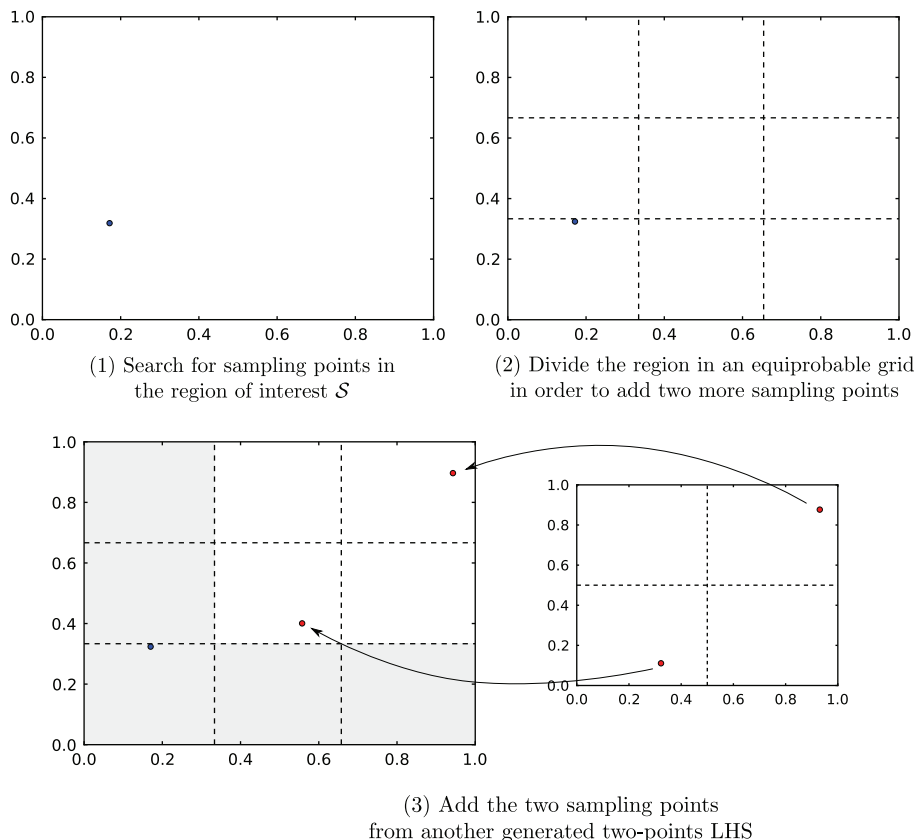 1.0
0.8
0.6
0.4
0.2
0.0
0.0 0.2 0.4 0.6 0.8 1.0
(1) Search for sampling points in
the region of interest 𝒮
1.0
0.8
0.6
0.4
0.2
0.0
0.0 0.2 0.4 0.6 0.8 1.0
(2) Divide the region in an equiprobable grid
in order to add two more sampling points
1.0
0.8
0.6
0.4
0.2
0.0
0.0 0.2 0.4 0.6 0.8 1.0
1.0
0.8
0.6
0.4
0.2
0.0
0.0 0.2 0.4 0.6 0.8 1.0
(3) Add the two sampling points
from another generated two-points LHS